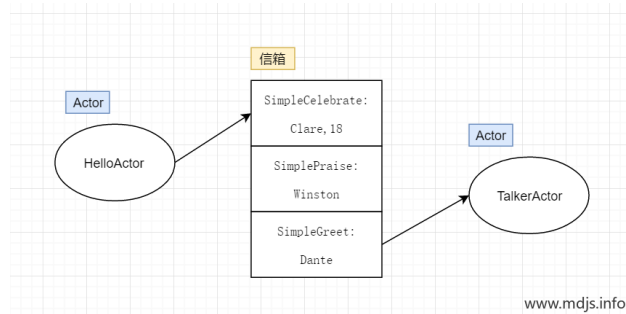 信箱
Actor
SimpleCelebrate:
Clare,18
HelloActor
Actor
SimplePraise:
Winston
TalkerActor
SimpleGreet:
Dante
www.mdjs.info